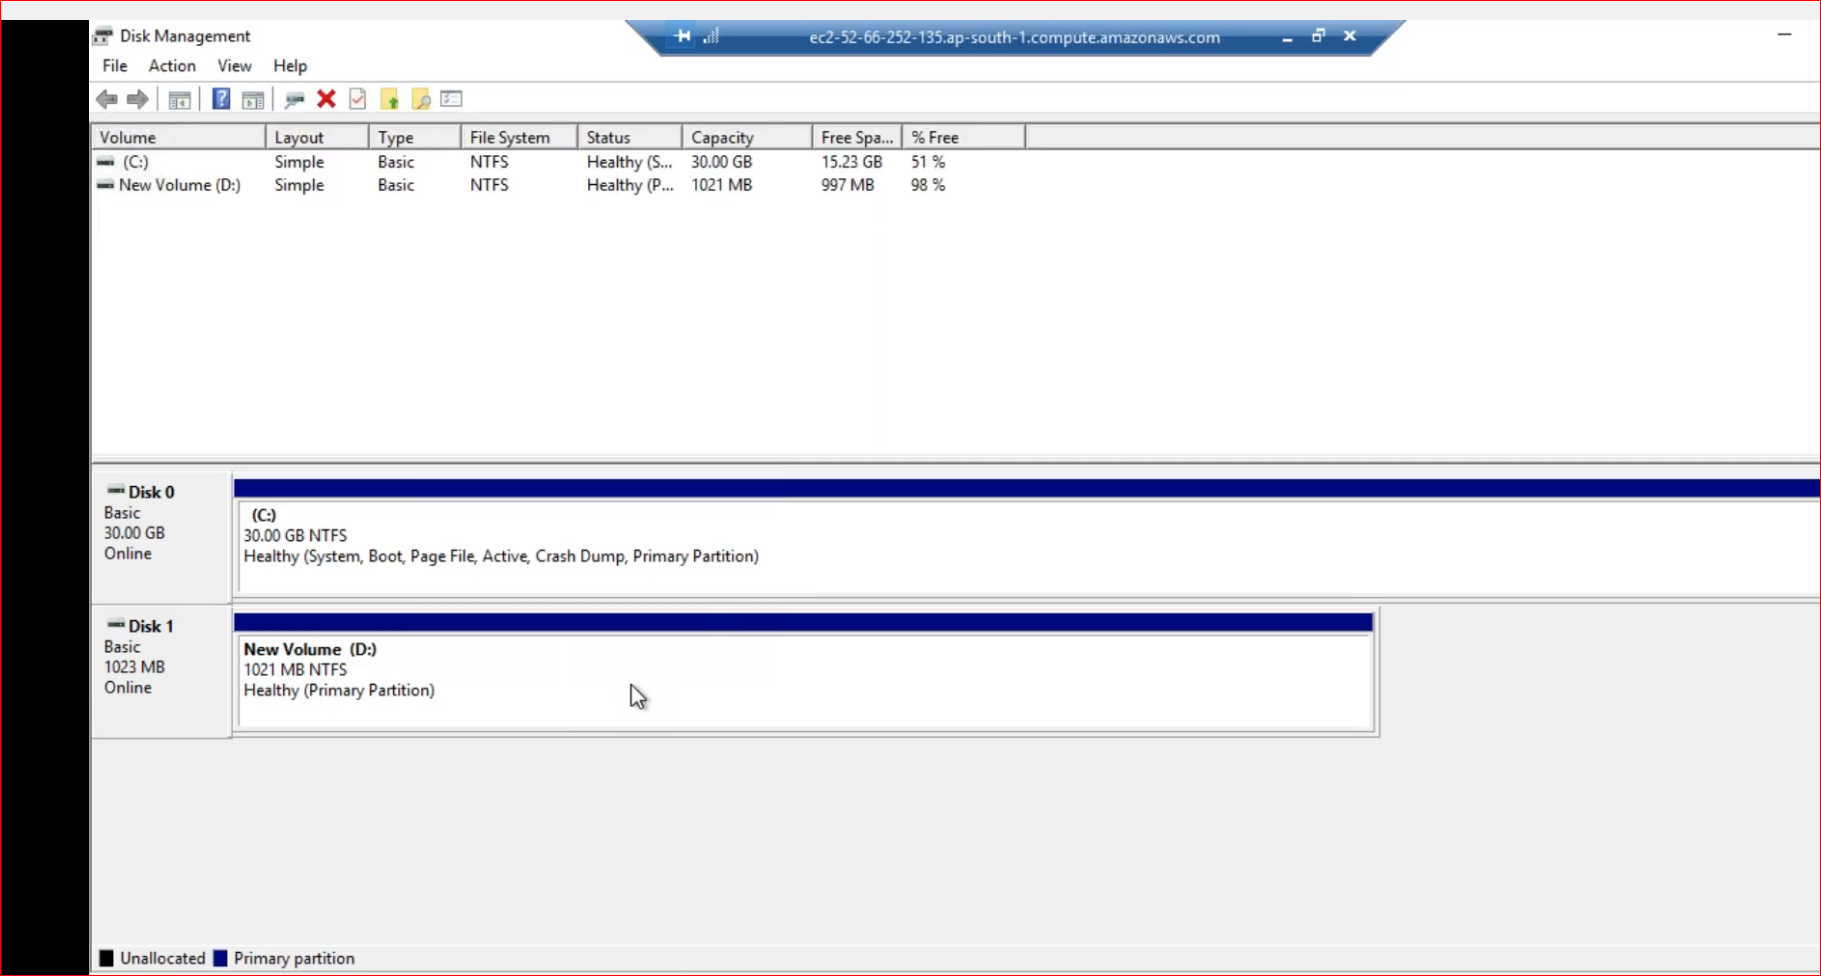 Disk Management
ec2-52-66-252-135.ap-south-1.compute.amazonaws.com
File Action View Help
Volume Layout Type File System Status Capacity Free Spa... % Free
(C:) Simple Basic NTFS Healthy (S... 30.00 GB 15.23 GB 51 %
New Volume (D:) Simple Basic NTFS Healthy (P... 1021 MB 997 MB 98 %
Disk 0
Basic
30.00 GB
Online
(C:)
30.00 GB NTFS
Healthy (System, Boot, Page File, Active, Crash Dump, Primary Partition)
Disk 1
Basic
1023 MB
Online
New Volume (D:)
1021 MB NTFS
Healthy (Primary Partition)
Unallocated Primary partition